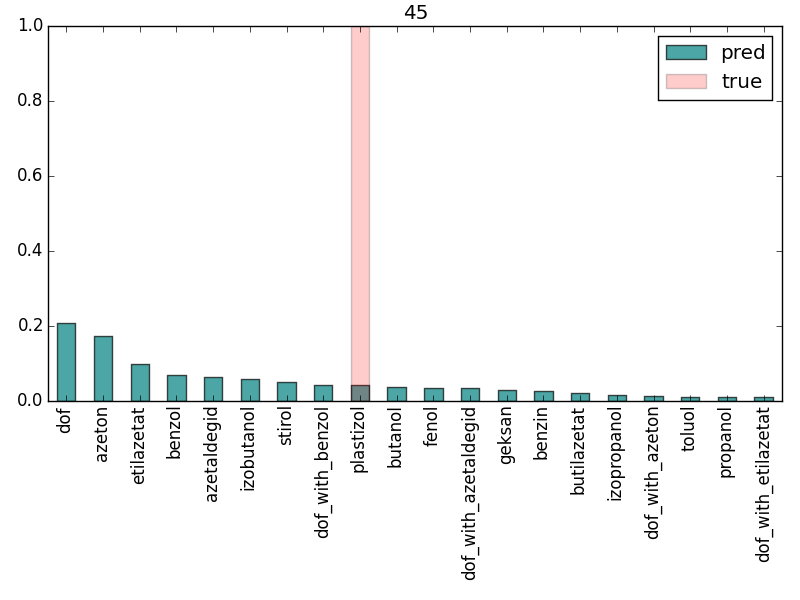 45
1.0
0.8
0.6
0.4
0.2
0.0
pred
true
dof
azeton
etilazetat
benzol
azetaldegid
izobutanol
stirol
dof_with_benzol
plastizol
butanol
fenol
dof_with_azetaldegid
geksan
benzin
butilazetat
izopropanol
dof_with_azeton
toluol
propanol
dof_with_etilazetat